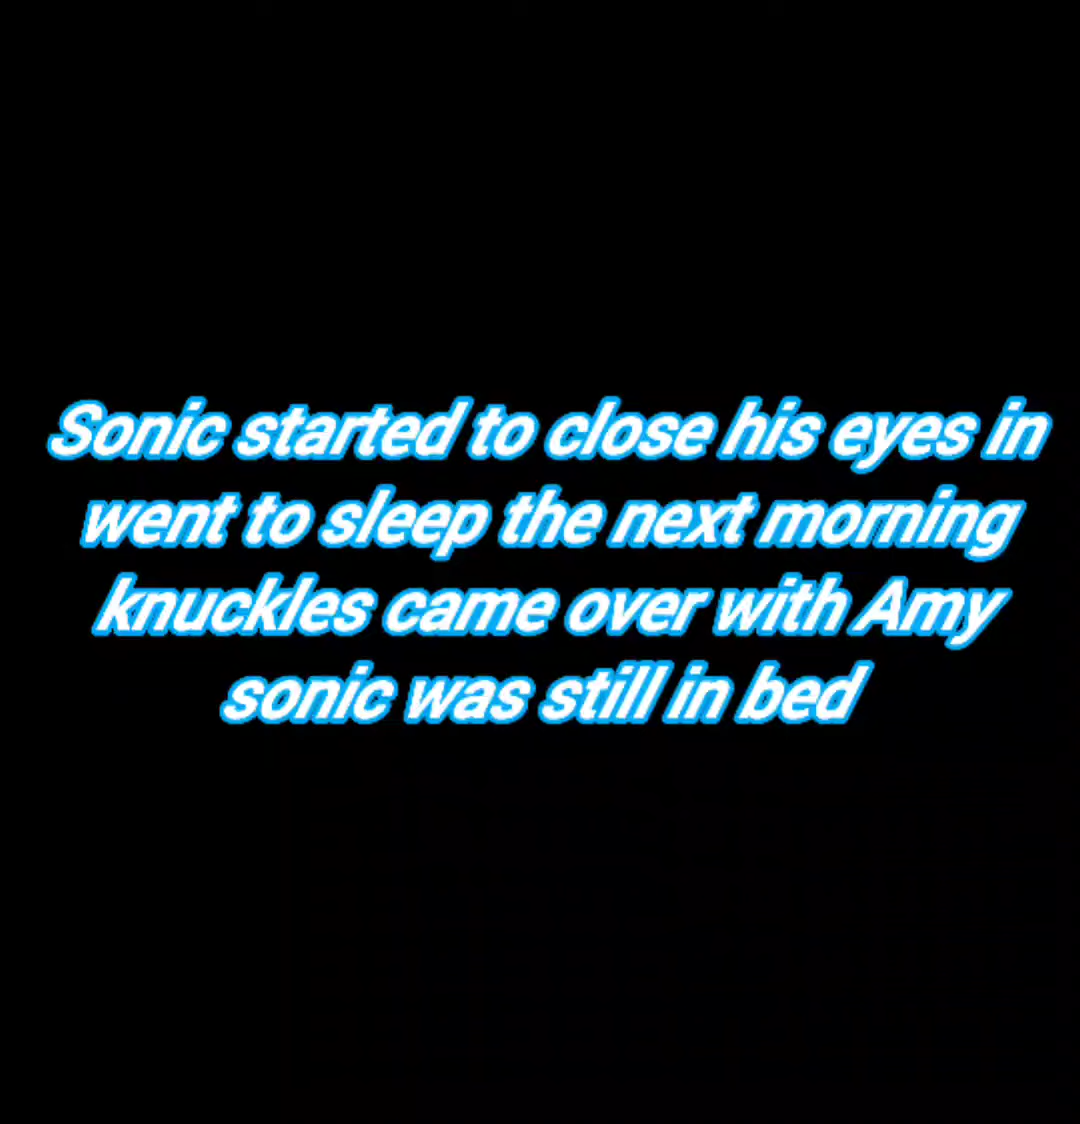 Sonic started to close his eyes in
went to sleep the next morning
knuckles came over with Amy
sonic was still in bed